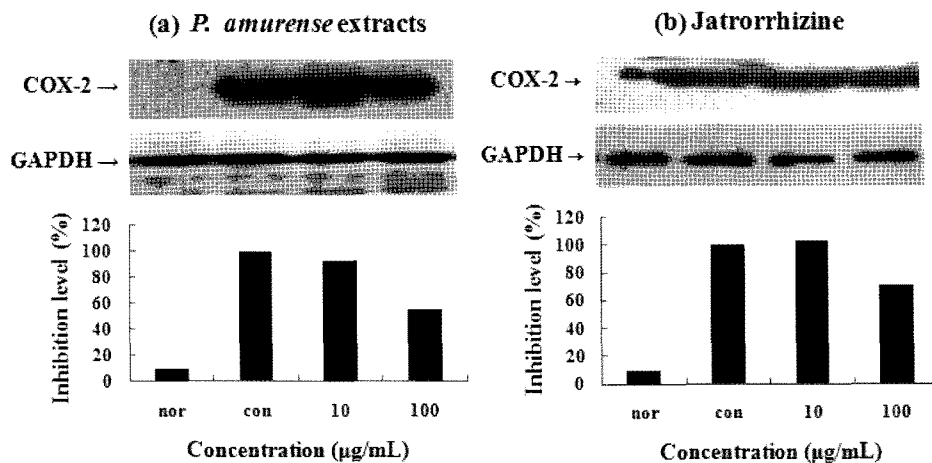 (a) P. amurense extracts
COX-2 →
GAPDH →
Inhibition level (%)
120
100
80
60
40
20
0
nor con 10 100
Concentration (µg/mL)
(b) Jatrorrhizine
COX-2 →
GAPDH →
Inhibition level (%)
120
100
80
60
40
20
0
nor con 10 100
Concentration (µg/mL)